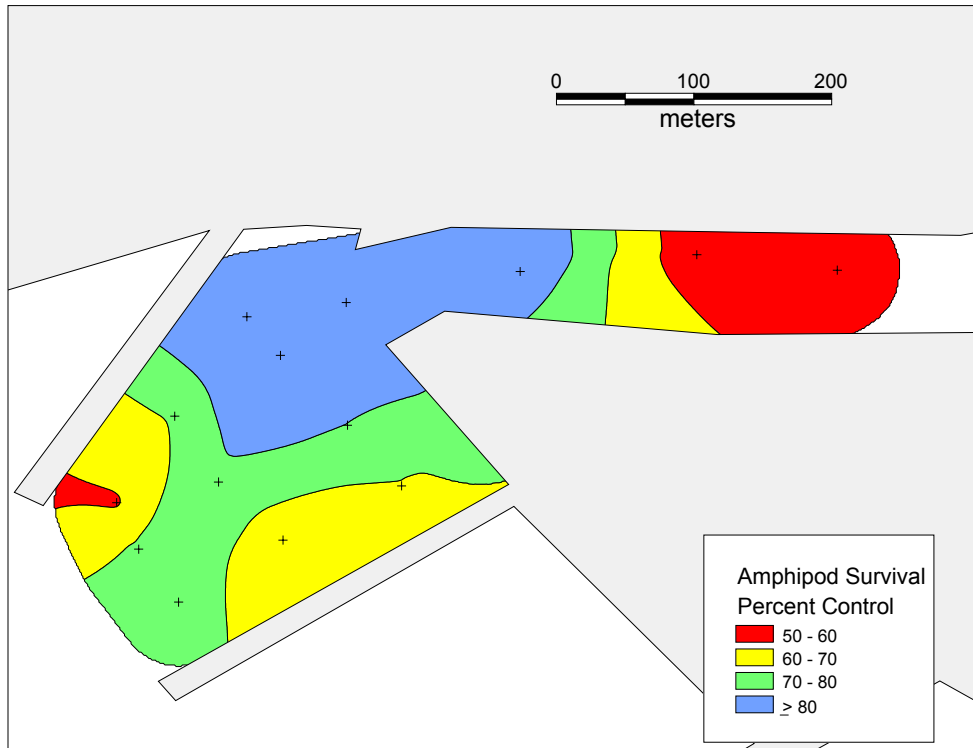 0 100 200
meters
Amphipod Survival
Percent Control
50 - 60
60 - 70
70 - 80
≥ 80